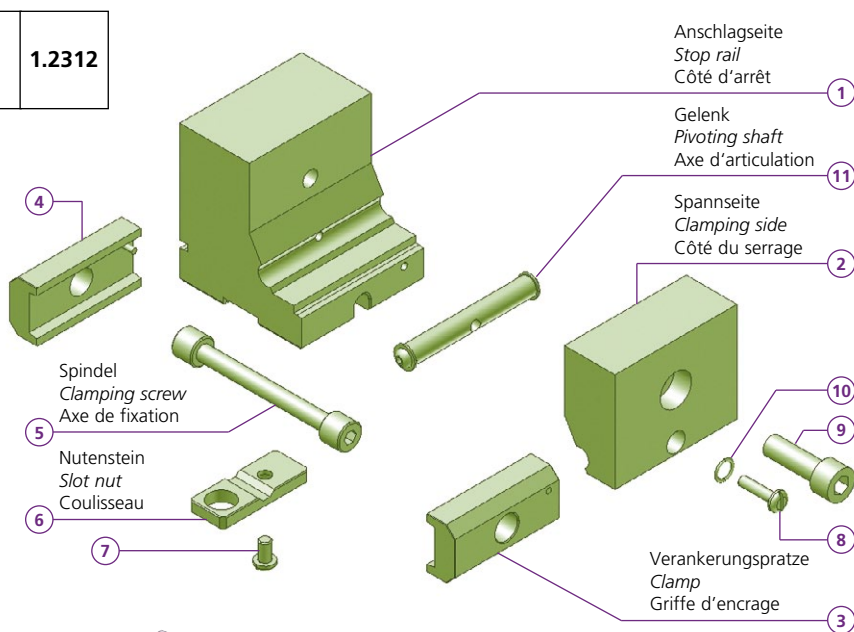 1.2312
Anschlagseite
Stop rail
Côté d'arrêt
1
Gelenk
Pivoting shaft
Axe d'articulation
11
Spannseite
Clamping side
Côté du serrage
2
4
Spindel
Clamping screw
Axe de fixation
5
10
9
Nutenstein
Slot nut
Coulisseau
6
7
8
Verankerungspratze
Clamp
Griffe d'encrage
3